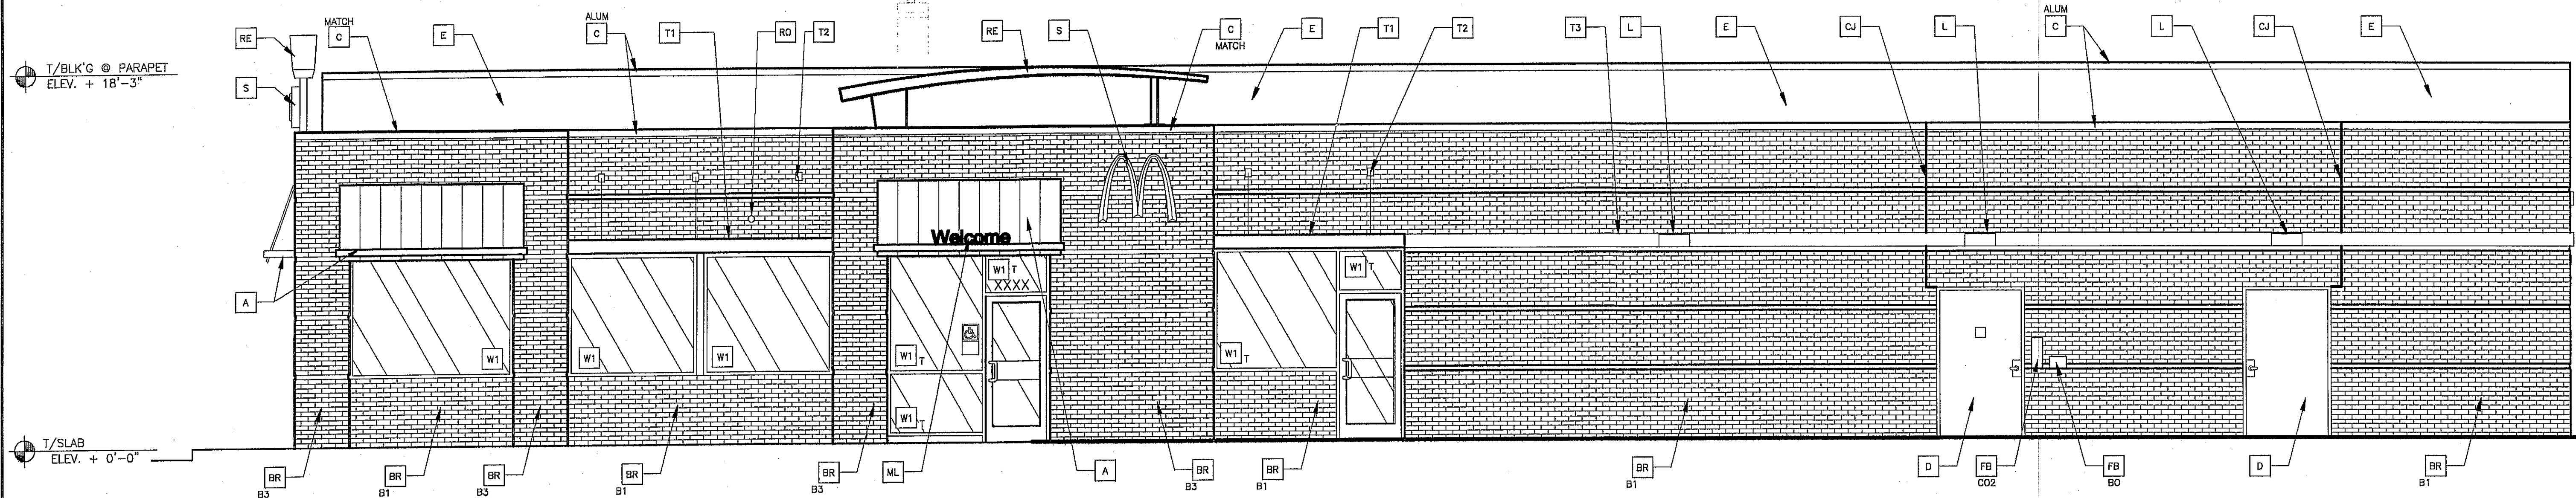 ALUM
ALUM
MATCH
RE
C
E
C
T1
RO
T2
RE
S
C
MATCH
E
T1
T2
T3
L
E
CJ
L
C
L
CJ
E
T/BLK'G @ PARAPET
ELEV. + 18'-3"
S
Welcome
W1 T
XXXX
W1 T
A
W1
W1
W1
W1 T
W1 T
W1 T
T/SLAB
ELEV. + 0'-0"
BR
B3
BR
B1
BR
B3
BR
B1
BR
B3
ML
A
BR
B3
BR
B1
BR
B1
D
FB
CO2
FB
BO
D
BR
B1